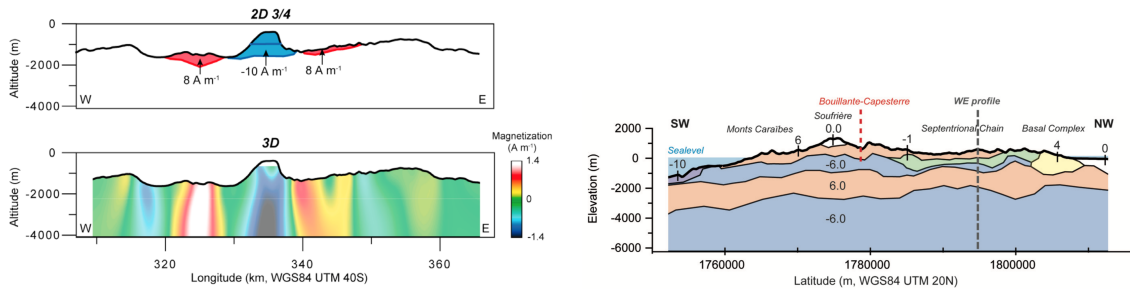 2D 3/4
0
-2000
-4000
Altitude (m)
8 A m-1
-10 A m-1
8 A m-1
W
E
3D
0
-2000
-4000
Altitude (m)
W
E
320
340
360
Longitude (km, WGS84 UTM 40S)
Magnetization
(A m-1)
1.4
0
-1.4
Bouillante-Capesterre
WE profile
SW
Soufrière
NW
Monts Caraïbes
Septentrional Chain
Basal Complex
Sealevel
0.0
6
-1
4
0
-10
-6.0
6.0
-6.0
2000
0
-2000
-4000
-6000
Elevation (m)
1760000
1780000
1800000
Latitude (m, WGS84 UTM 20N)